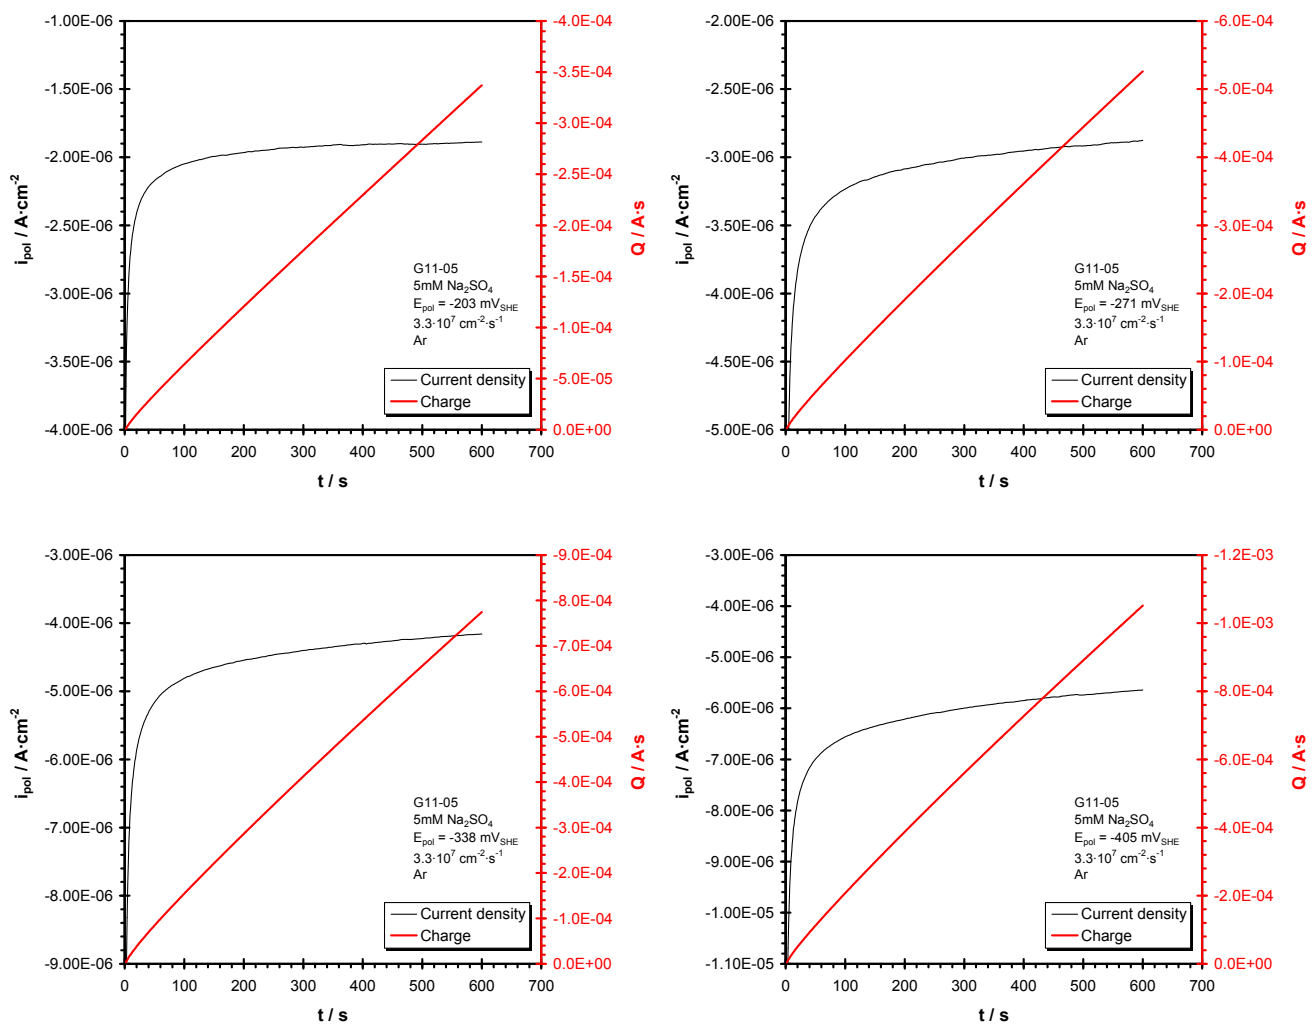 -1.00E-06
-1.50E-06
-2.00E-06
-2.50E-06
-3.00E-06
-3.50E-06
-4.00E-06
i_pol / A·cm⁻²
0 100 200 300 400 500 600 700
t / s
-4.0E-04
-3.5E-04
-3.0E-04
-2.5E-04
-2.0E-04
-1.5E-04
-1.0E-04
-5.0E-05
0.0E+00
Q / A·s
G11-05
5mM Na₂SO₄
E_pol = -203 mV_SHE
3.3·10⁷ cm⁻²·s⁻¹
Ar
Current density
Charge
-2.00E-06
-2.50E-06
-3.00E-06
-3.50E-06
-4.00E-06
-4.50E-06
-5.00E-06
i_pol / A·cm⁻²
0 100 200 300 400 500 600 700
t / s
-6.0E-04
-5.0E-04
-4.0E-04
-3.0E-04
-2.0E-04
-1.0E-04
0.0E+00
Q / A·s
G11-05
5mM Na₂SO₄
E_pol = -271 mV_SHE
3.3·10⁷ cm⁻²·s⁻¹
Ar
Current density
Charge
-3.00E-06
-4.00E-06
-5.00E-06
-6.00E-06
-7.00E-06
-8.00E-06
-9.00E-06
i_pol / A·cm⁻²
0 100 200 300 400 500 600 700
t / s
-9.0E-04
-8.0E-04
-7.0E-04
-6.0E-04
-5.0E-04
-4.0E-04
-3.0E-04
-2.0E-04
-1.0E-04
0.0E+00
Q / A·s
G11-05
5mM Na₂SO₄
E_pol = -338 mV_SHE
3.3·10⁷ cm⁻²·s⁻¹
Ar
Current density
Charge
-3.00E-06
-4.00E-06
-5.00E-06
-6.00E-06
-7.00E-06
-8.00E-06
-9.00E-06
-1.00E-05
-1.10E-05
i_pol / A·cm⁻²
0 100 200 300 400 500 600 700
t / s
-1.2E-03
-1.0E-03
-8.0E-04
-6.0E-04
-4.0E-04
-2.0E-04
0.0E+00
Q / A·s
G11-05
5mM Na₂SO₄
E_pol = -405 mV_SHE
3.3·10⁷ cm⁻²·s⁻¹
Ar
Current density
Charge